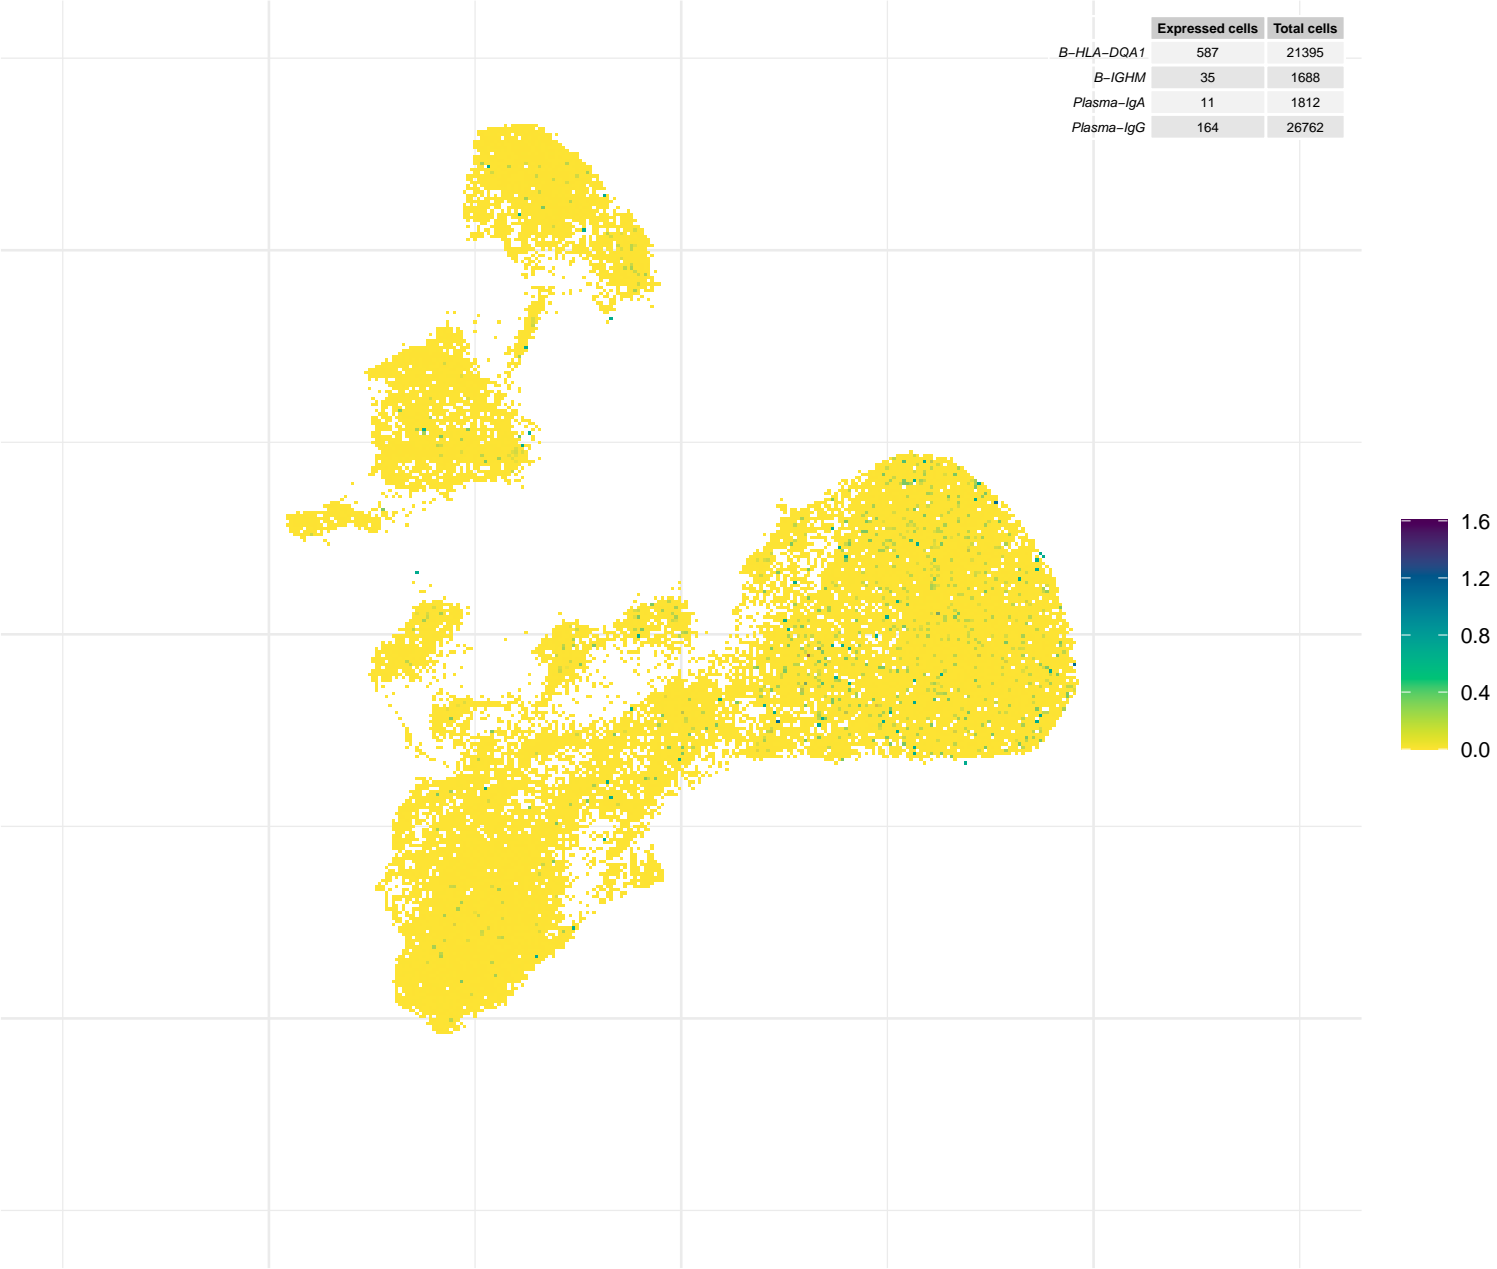 Expressed cells Total cells
B−HLA−DQA1 587 21395
B−IGHM 35 1688
Plasma−IgA 11 1812
Plasma−IgG 164 26762
1.6
1.2
0.8
0.4
0.0